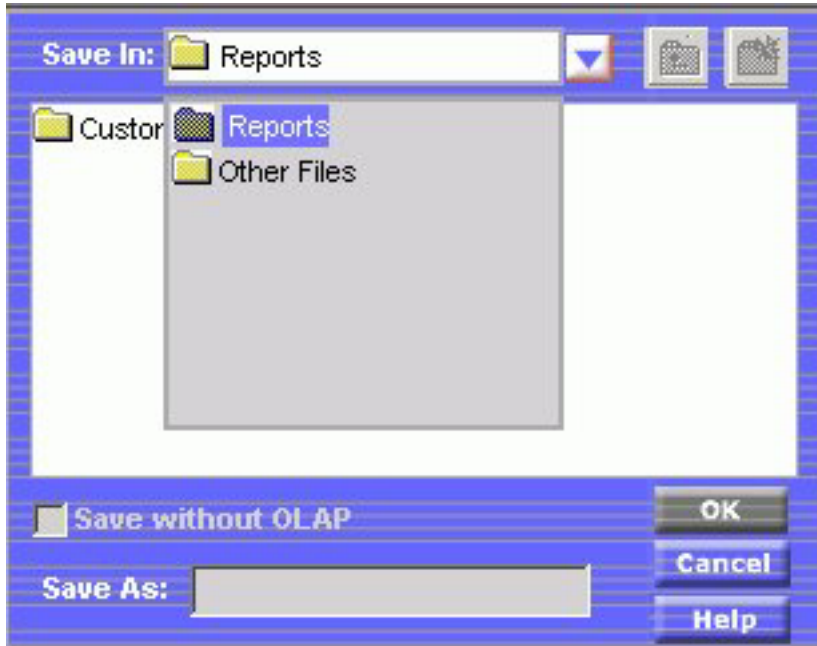 Save In: Reports
Custor Reports
Other Files
Save without OLAP
OK
Cancel
Save As:
Help